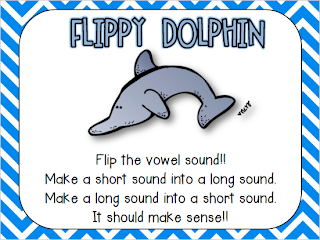 FLIPPY DOLPHIN
Flip the vowel sound!!
Make a short sound into a long sound.
Make a long sound into a short sound.
It should make sense!!